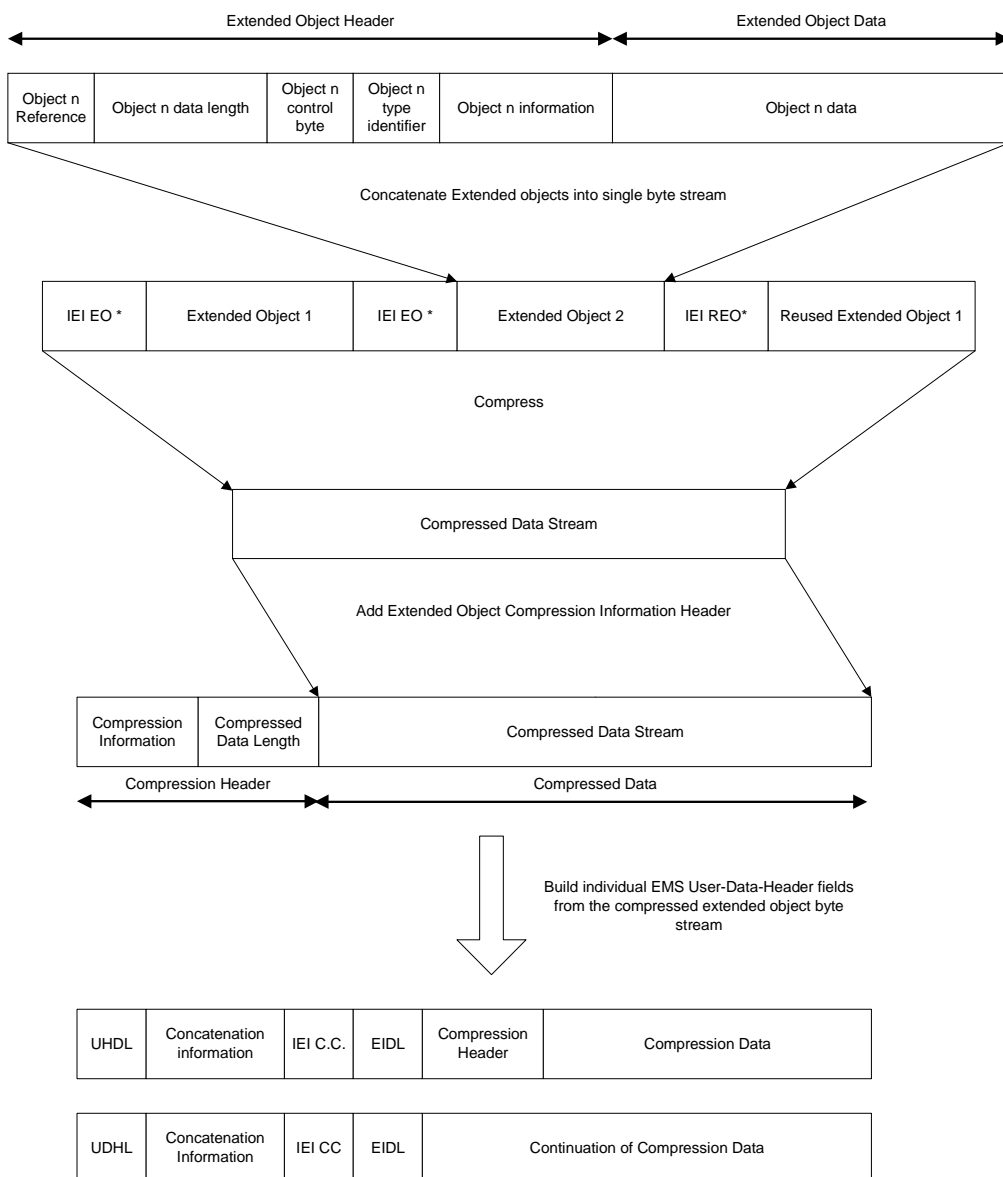 Extended Object Header
Extended Object Data
Object n
Reference
Object n data length
Object n
control
byte
Object n
type
identifier
Object n information
Object n data
Concatenate Extended objects into single byte stream
IEI EO *
Extended Object 1
IEI EO *
Extended Object 2
IEI REO*
Reused Extended Object 1
Compress
Compressed Data Stream
Add Extended Object Compression Information Header
Compression
Information
Compressed
Data Length
Compressed Data Stream
Compression Header
Compressed Data
Build individual EMS User-Data-Header fields
from the compressed extended object byte
stream
UHDL
Concatenation
information
IEI C.C.
EIDL
Compression
Header
Compression Data
UDHL
Concatenation
Information
IEI CC
EIDL
Continuation of Compression Data